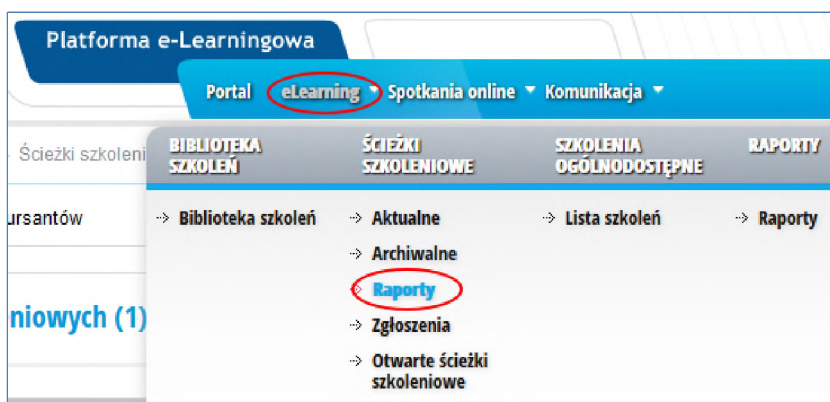 Platforma e-Learningowa
Portal eLearning Spotkania online Komunikacja
Ścieżki szkoleni
ursantów
niowych (1)
BIBLIOTEKA
SZKOLEŃ
Biblioteka szkoleń
ŚCIEŻKI
SZKOLENIOWE
Aktualne
Archiwalne
Raporty
Zgłoszenia
Otwarte ścieżki
szkoleniowe
SZKOLENIA
OGÓLNODOSTĘPNE
Lista szkoleń
RAPORTY
Raporty